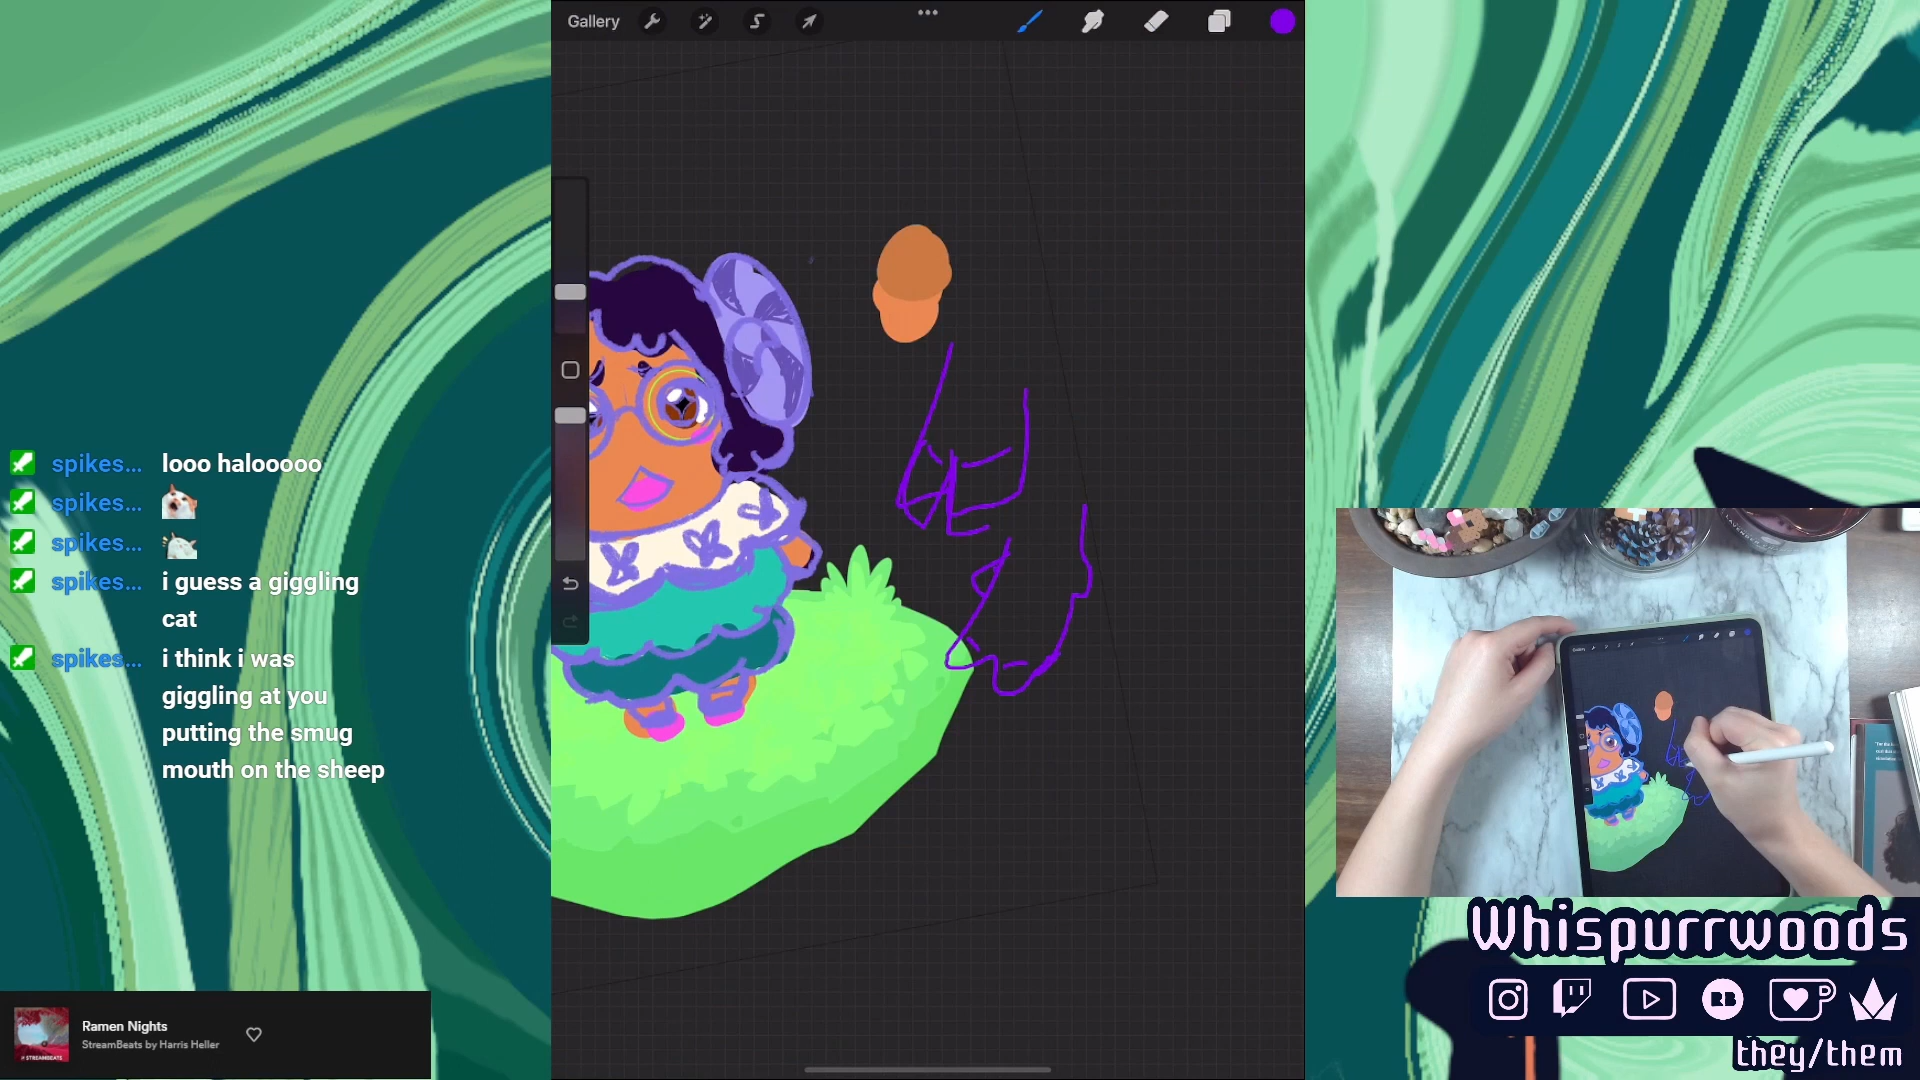 Gallery
spikes... looo halooooo
spikes...
spikes...
spikes... i guess a giggling
cat
spikes... i think i was
giggling at you
putting the smug
mouth on the sheep
Ramen Nights
StreamBeats by Harris Heller
Whispurrwoods
they/them